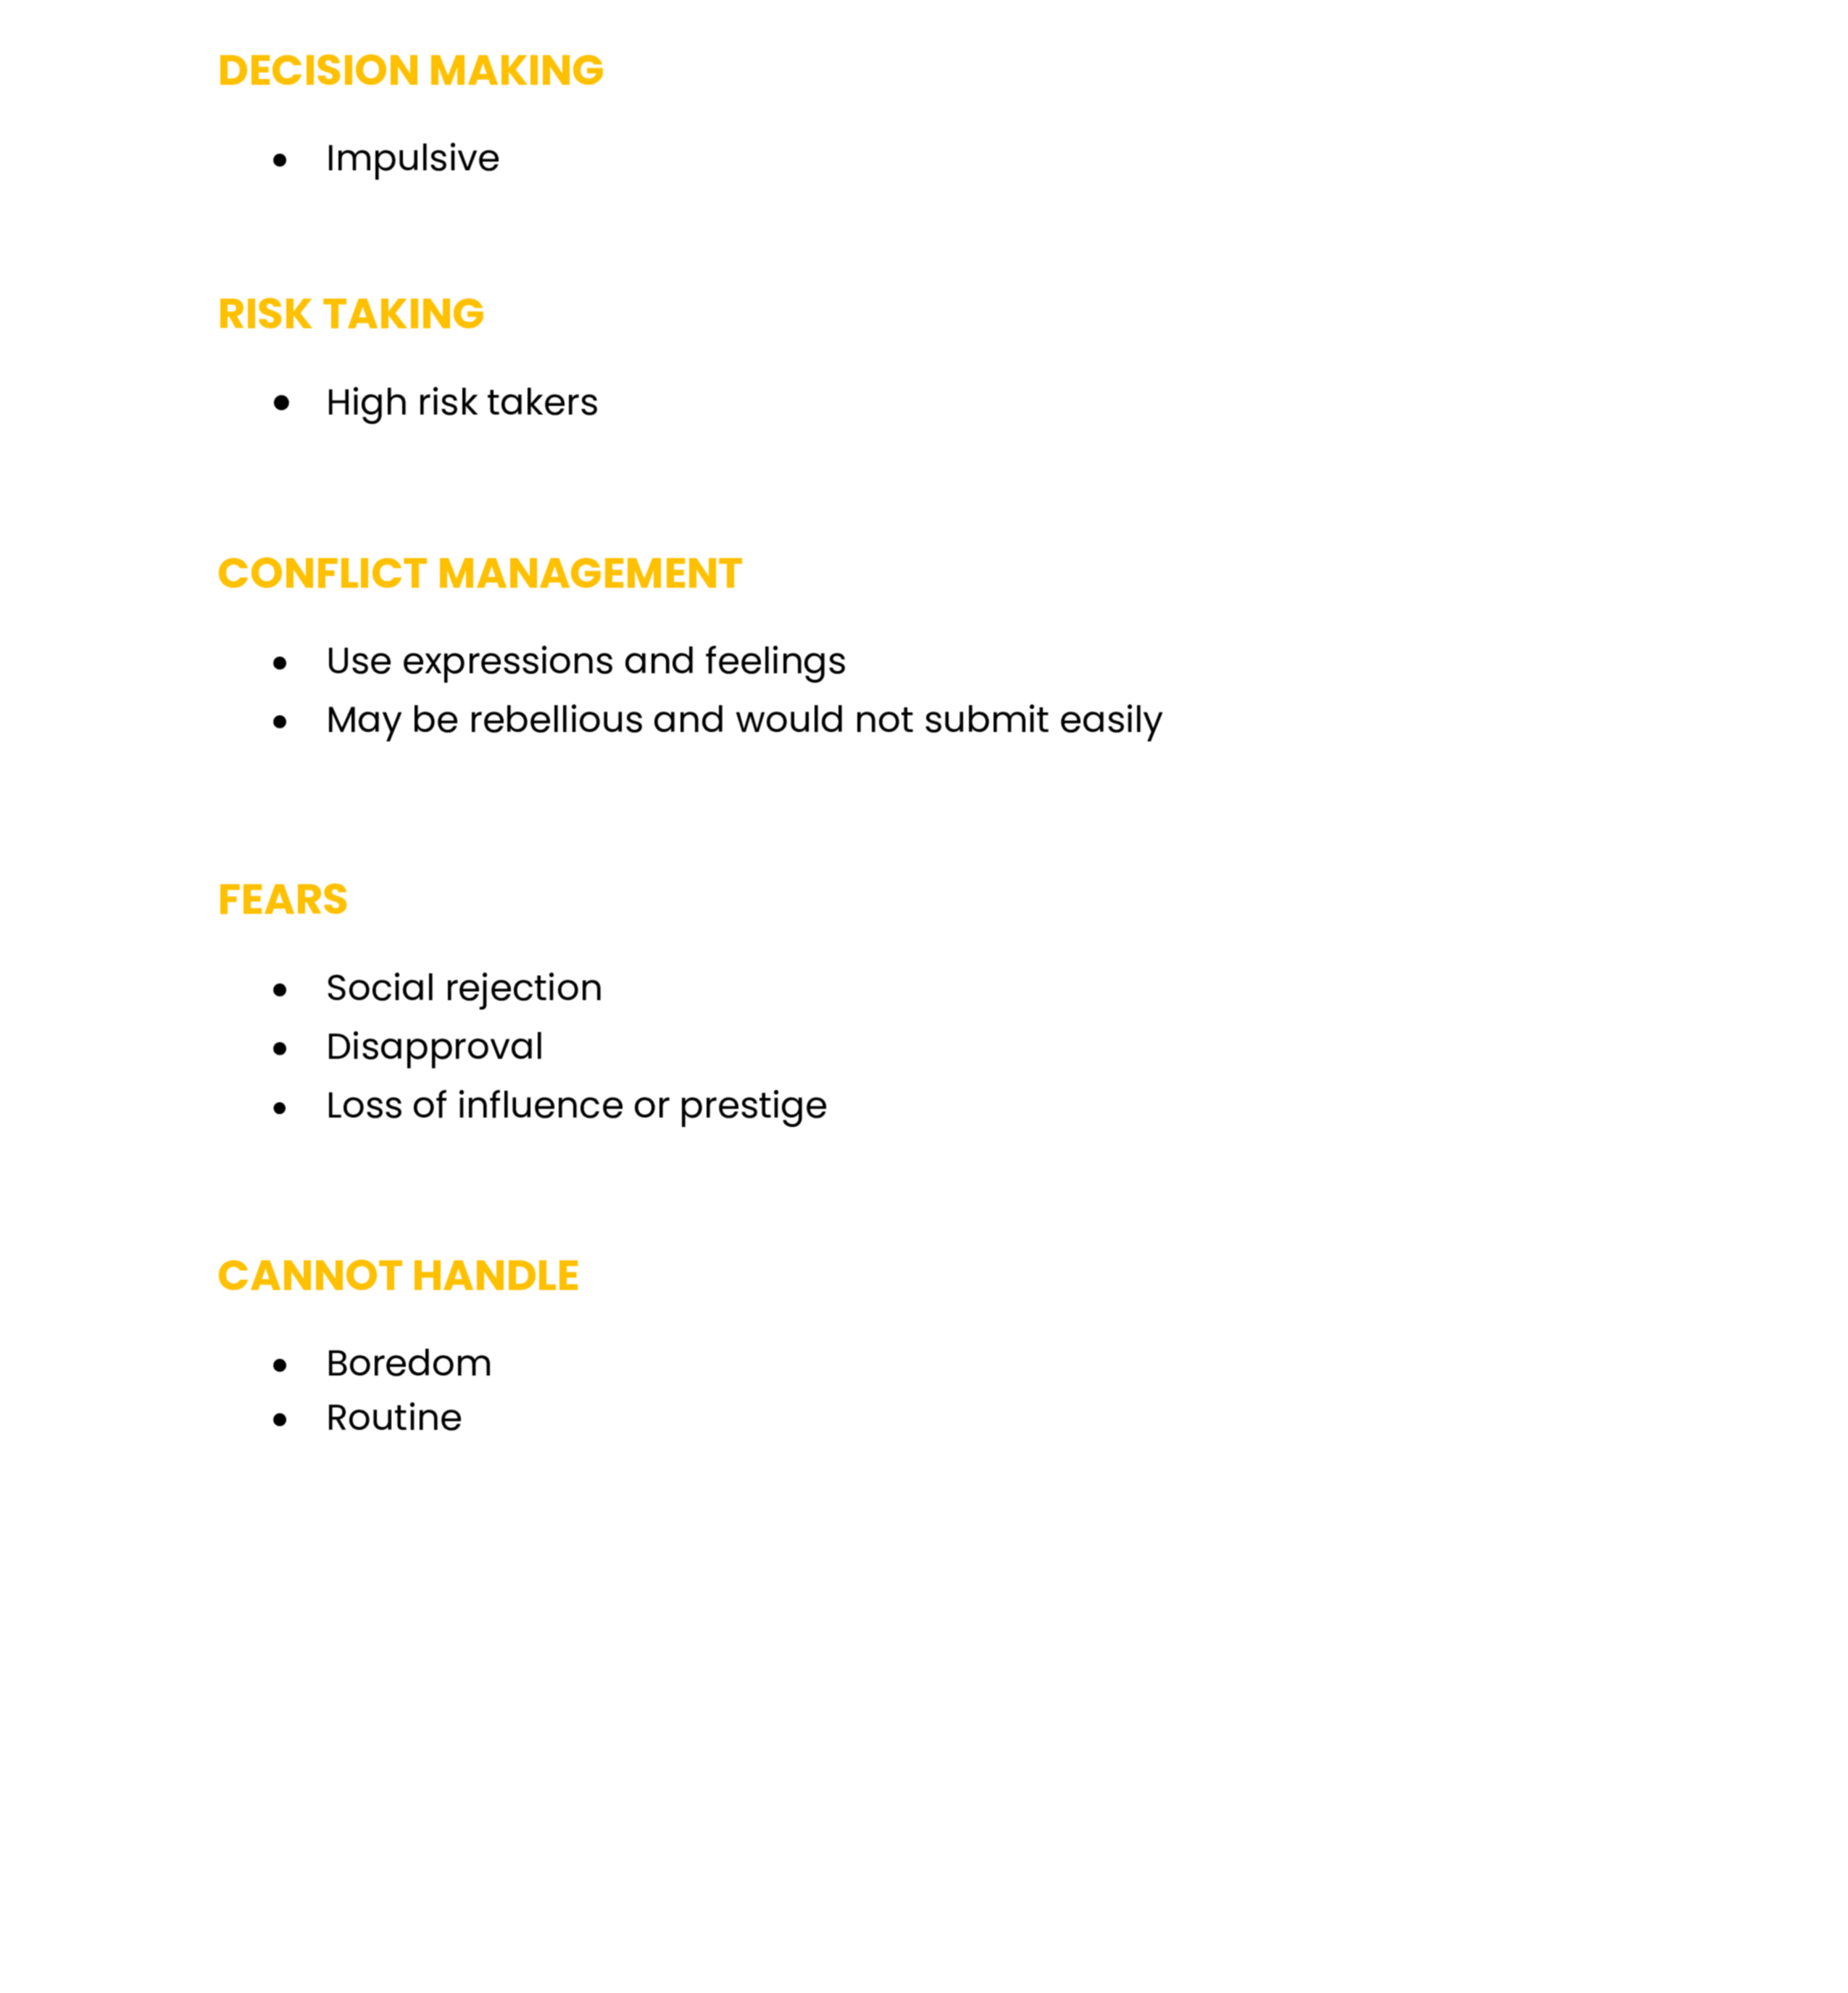 DECISION MAKING
● Impulsive
RISK TAKING
● High risk takers
CONFLICT MANAGEMENT
● Use expressions and feelings
● May be rebellious and would not submit easily
FEARS
● Social rejection
● Disapproval
● Loss of influence or prestige
CANNOT HANDLE
● Boredom
● Routine